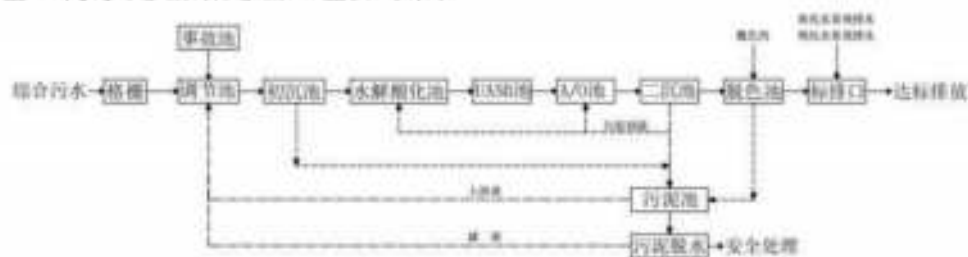 事故池
综合污水
格栅
调节池
初沉池
水解酸化池
UASB池
A/O池
二沉池
脱色池
标排口
达标排放
污泥回流
上清液
污泥池
滤液
污泥脱水
安全处理